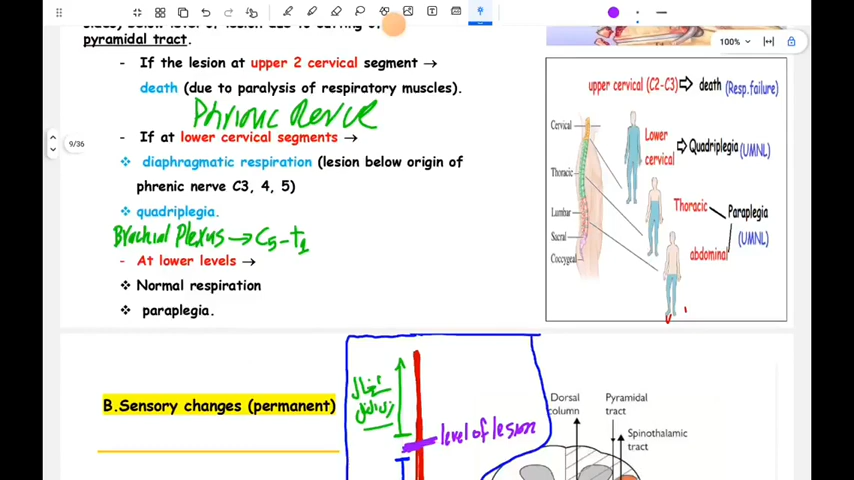 100%
9/36
pyramidal tract.
- If the lesion at upper 2 cervical segment →
death (due to paralysis of respiratory muscles).
Phrenic Nerve
- If at lower cervical segments →
❖ diaphragmatic respiration (lesion below origin of
phrenic nerve C3, 4, 5)
❖ quadriplegia.
Brachial Plexus → C5 - T1
- At lower levels →
❖ Normal respiration
❖ paraplegia.
upper cervical (C2-C3) ⇨ death (Resp.failure)
Cervical
Thoracic
Lumbar
Sacral
Coccygeal
Lower
cervical ⇨ Quadriplegia (UMNL)
Thoracic
abdominal
Paraplegia
(UMNL)
B.Sensory changes (permanent)
level of lesion
Dorsal
column
Pyramidal
tract
Spinothalamic
tract